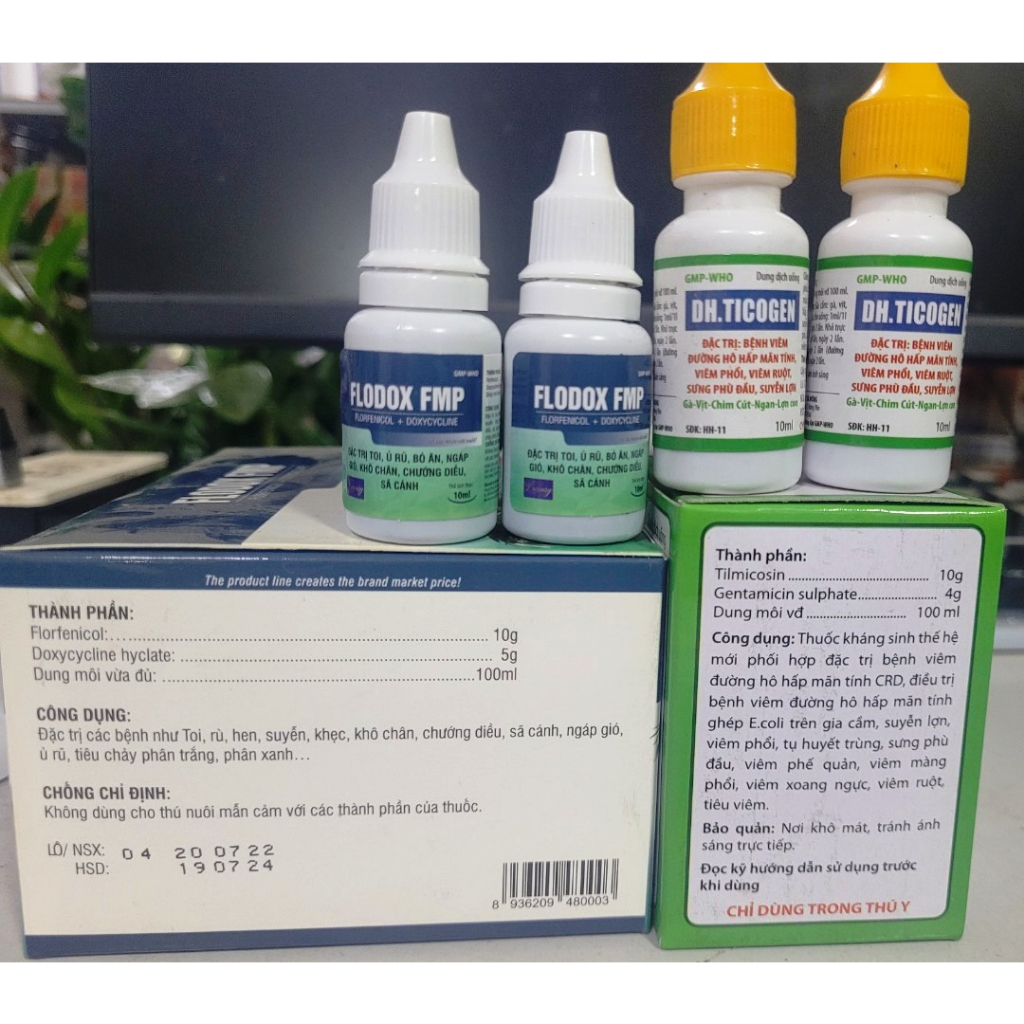 FLODOX FMP
GMP-WHO
FLODOX FMP
FLORFENICOL + DOXYCYCLINE
ĐẶC TRỊ TOI, Ủ RŨ, BỎ ĂN, NGÁP
GIÓ, KHÔ CHÂN, CHƯỚNG DIỀU,
SÃ CÁNH
10ml
GMP-WHO
FLODOX FMP
FLORFENICOL + DOXYCYCLINE
ĐẶC TRỊ TOI, Ủ RŨ, BỎ ĂN, NGÁP
GIÓ, KHÔ CHÂN, CHƯỚNG DIỀU,
SÃ CÁNH
GMP-WHO Dung dịch uống
DH.TICOGEN
ĐẶC TRỊ: BỆNH VIÊM
ĐƯỜNG HÔ HẤP MÃN TÍNH,
VIÊM PHỔI, VIÊM RUỘT,
SƯNG PHÙ ĐẦU, SUYỄN LỢN
Gà-Vịt-Chim Cút-Ngan-Lợn con
10ml
SĐK: HH-11
GMP-WHO Dung dịch uống
DH.TICOGEN
ĐẶC TRỊ: BỆNH VIÊM
ĐƯỜNG HÔ HẤP MÃN TÍNH,
VIÊM PHỔI, VIÊM RUỘT,
SƯNG PHÙ ĐẦU, SUYỄN LỢN
Gà-Vịt-Chim Cút-Ngan-Lợn con
10ml
SĐK: HH-11
The product line creates the brand market price!
THÀNH PHẦN:
Florfenicol:.... 10g
Doxycycline hyclate: .... 5g
Dung môi vừa đủ: ....100ml
CÔNG DỤNG:
Đặc trị các bệnh như Toi, rù, hen, suyễn, khẹc, khô chân, chướng diều, sã cánh, ngáp gió,
ủ rũ, tiêu chảy phân trắng, phân xanh...
CHỐNG CHỈ ĐỊNH:
Không dùng cho thú nuôi mẫn cảm với các thành phần của thuốc.
LÔ/ NSX: 04 20 07 22
HSD: 19 07 24
8 936209 480003
Thành phần:
Tilmicosin .... 10g
Gentamicin sulphate.... 4g
Dung môi vđ .... 100 ml
Công dụng: Thuốc kháng sinh thế hệ
mới phối hợp đặc trị bệnh viêm
đường hô hấp mãn tính CRD, điều trị
bệnh viêm đường hô hấp mãn tính
ghép E.coli trên gia cầm, suyễn lợn,
viêm phổi, tụ huyết trùng, sưng phù
đầu, viêm phế quản, viêm màng
phổi, viêm xoang ngực, viêm ruột,
tiêu viêm.
Bảo quản: Nơi khô mát, tránh ánh
sáng trực tiếp.
Đọc kỹ hướng dẫn sử dụng trước
khi dùng
CHỈ DÙNG TRONG THÚ Y